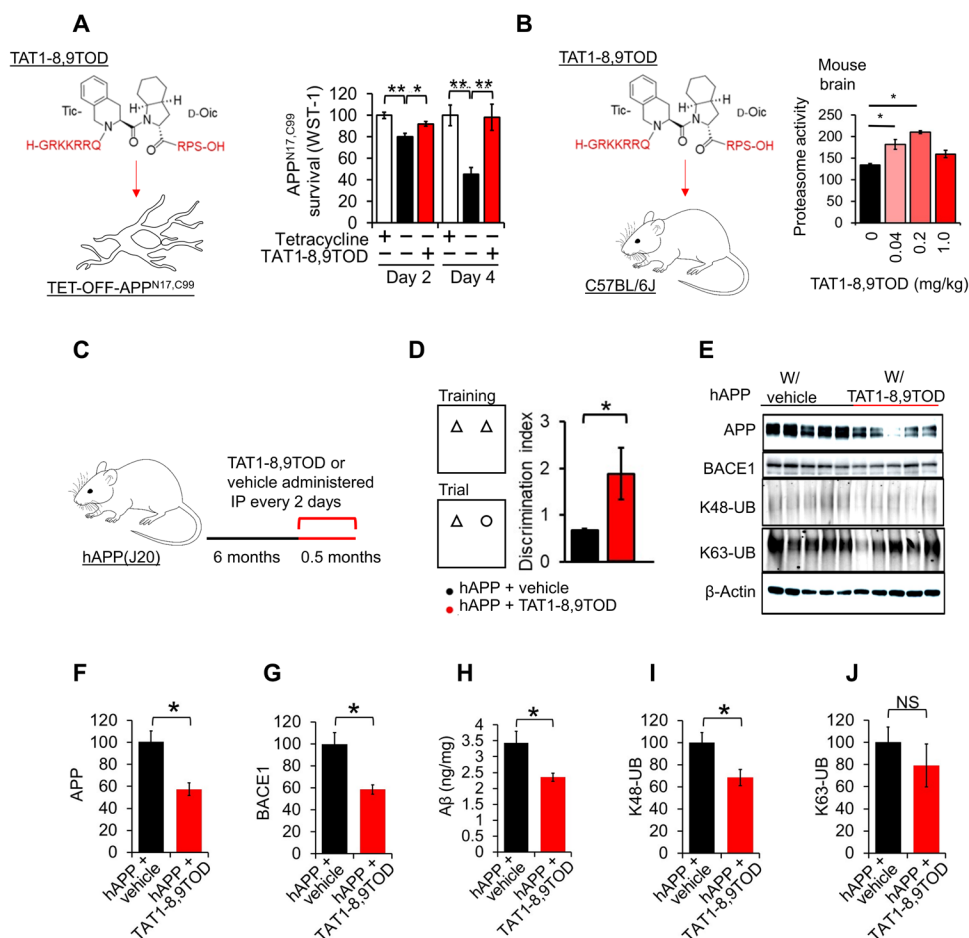 A
TAT1-8,9TOD
Tic-
H
H
D-Oic
N
N
O
O
H-GRKKRRQ
RPS-OH
TET-OFF-APPN17,C99
APPN17,C99
survival (WST-1)
120
100
80
60
40
20
0
** * ** **
+ − − + − −
Tetracycline
− − + − − +
TAT1-8,9TOD
Day 2 Day 4
B
TAT1-8,9TOD
Tic-
H
H
D-Oic
N
N
O
O
H-GRKKRRQ
RPS-OH
C57BL/6J
Mouse
brain
Proteasome activity
250
200
150
100
50
0
*
*
0 0.04 0.2 1.0
TAT1-8,9TOD (mg/kg)
C
TAT1-8,9TOD or
vehicle administered
IP every 2 days
hAPP(J20)
6 months 0.5 months
D
Training
Trial
Discrimination index
3
2
1
0
*
hAPP + vehicle
hAPP + TAT1-8,9TOD
E
hAPP
W/
vehicle
W/
TAT1-8,9TOD
APP
BACE1
K48-UB
K63-UB
β-Actin
F
APP
120
100
80
60
40
20
0
*
hAPP +
vehicle
hAPP +
TAT1-8,9TOD
G
BACE1
120
100
80
60
40
20
0
*
hAPP +
vehicle
hAPP +
TAT1-8,9TOD
H
Aβ (ng/mg)
4
3.5
3
2.5
2
1.5
1
0.5
0
*
hAPP +
vehicle
hAPP +
TAT1-8,9TOD
I
K48-UB
120
100
80
60
40
20
0
*
hAPP +
vehicle
hAPP +
TAT1-8,9TOD
J
K63-UB
120
100
80
60
40
20
0
NS
hAPP +
vehicle
hAPP +
TAT1-8,9TOD